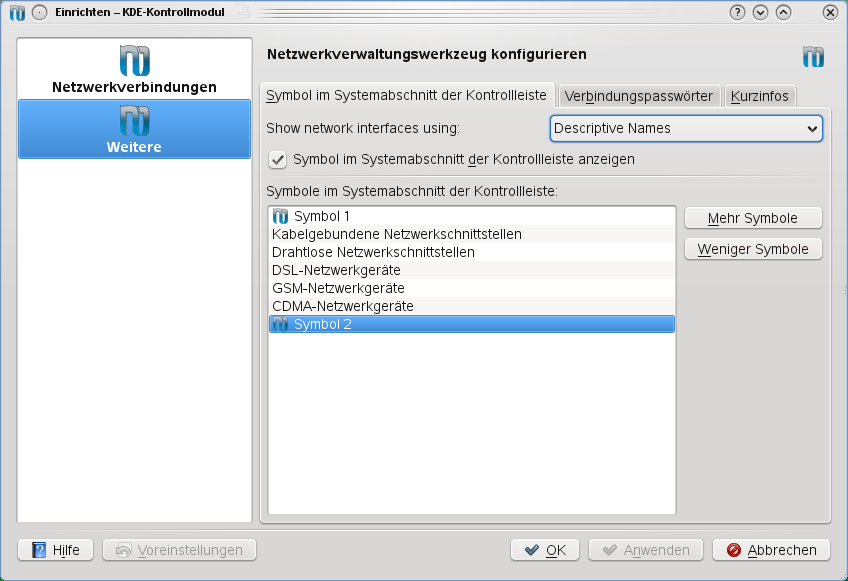 Einrichten – KDE-Kontrollmodul
Netzwerkverbindungen
Weitere
Netzwerkverwaltungswerkzeug konfigurieren
Symbol im Systemabschnitt der Kontrollleiste
Verbindungspasswörter
Kurzinfos
Show network interfaces using:
Descriptive Names
Symbol im Systemabschnitt der Kontrollleiste anzeigen
Symbole im Systemabschnitt der Kontrollleiste:
Symbol 1
Kabelgebundene Netzwerkschnittstellen
Drahtlose Netzwerkschnittstellen
DSL-Netzwerkgeräte
GSM-Netzwerkgeräte
CDMA-Netzwerkgeräte
Symbol 2
Mehr Symbole
Weniger Symbole
Hilfe
Voreinstellungen
OK
Anwenden
Abbrechen